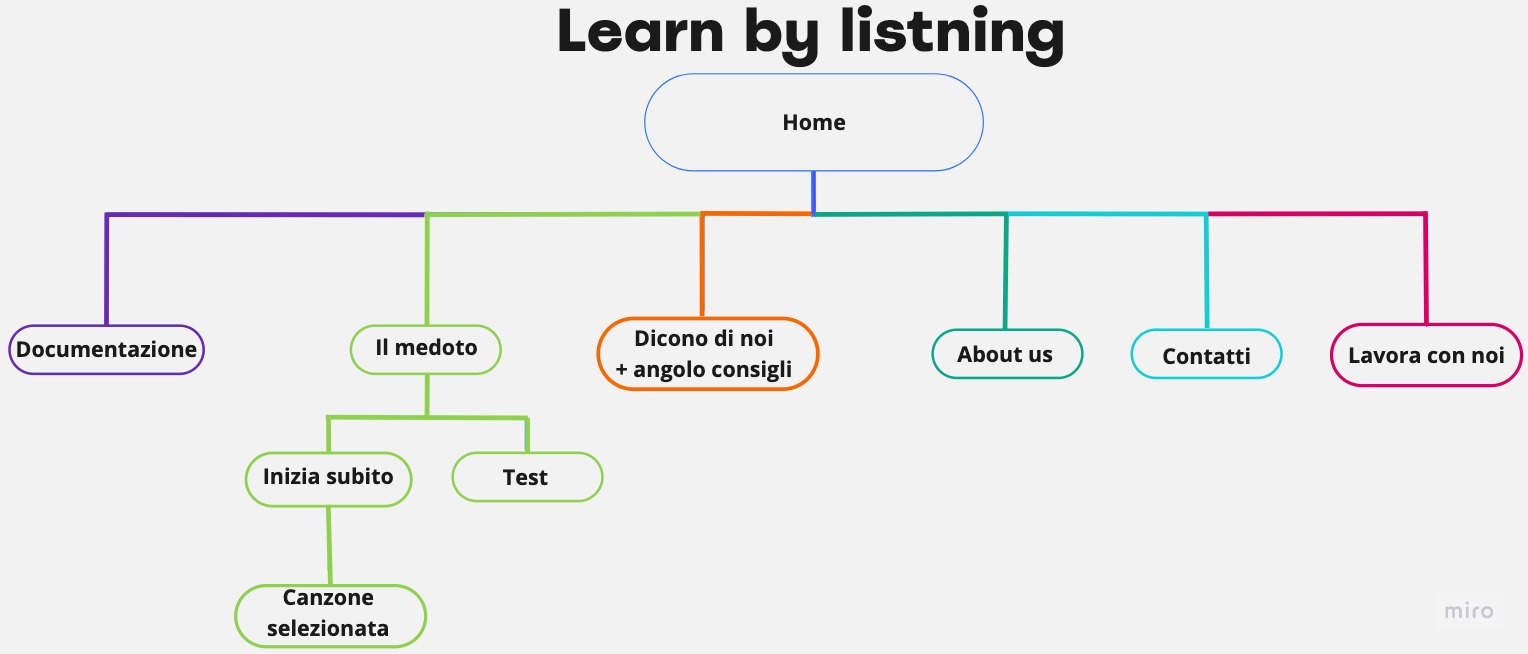 Learn by listning
Home
Documentazione
Il medoto
Dicono di noi
+ angolo consigli
About us
Contatti
Lavora con noi
Inizia subito
Test
Canzone
selezionata
miro